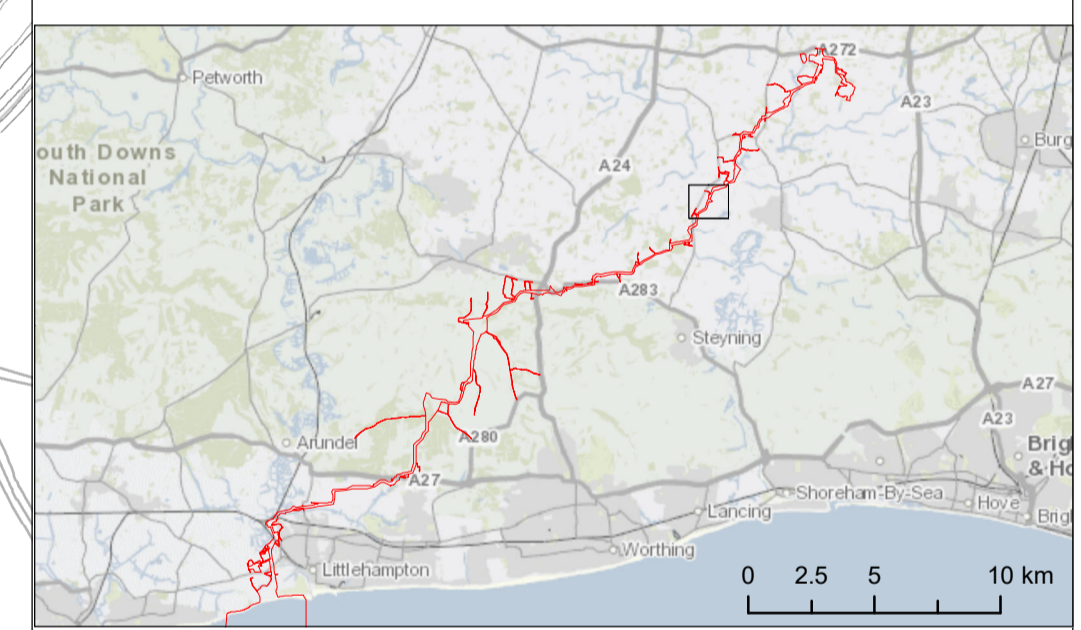 A272
Petworth
A23
Burg
outh Downs
National
Park
A24
A283
Steyning
A27
A23
Arundel
A280
Brig
& Ho
A27
Shoreham-By-Sea
Hove
Lancing
Brig
Worthing
Littlehampton
0 2.5 5 10 km